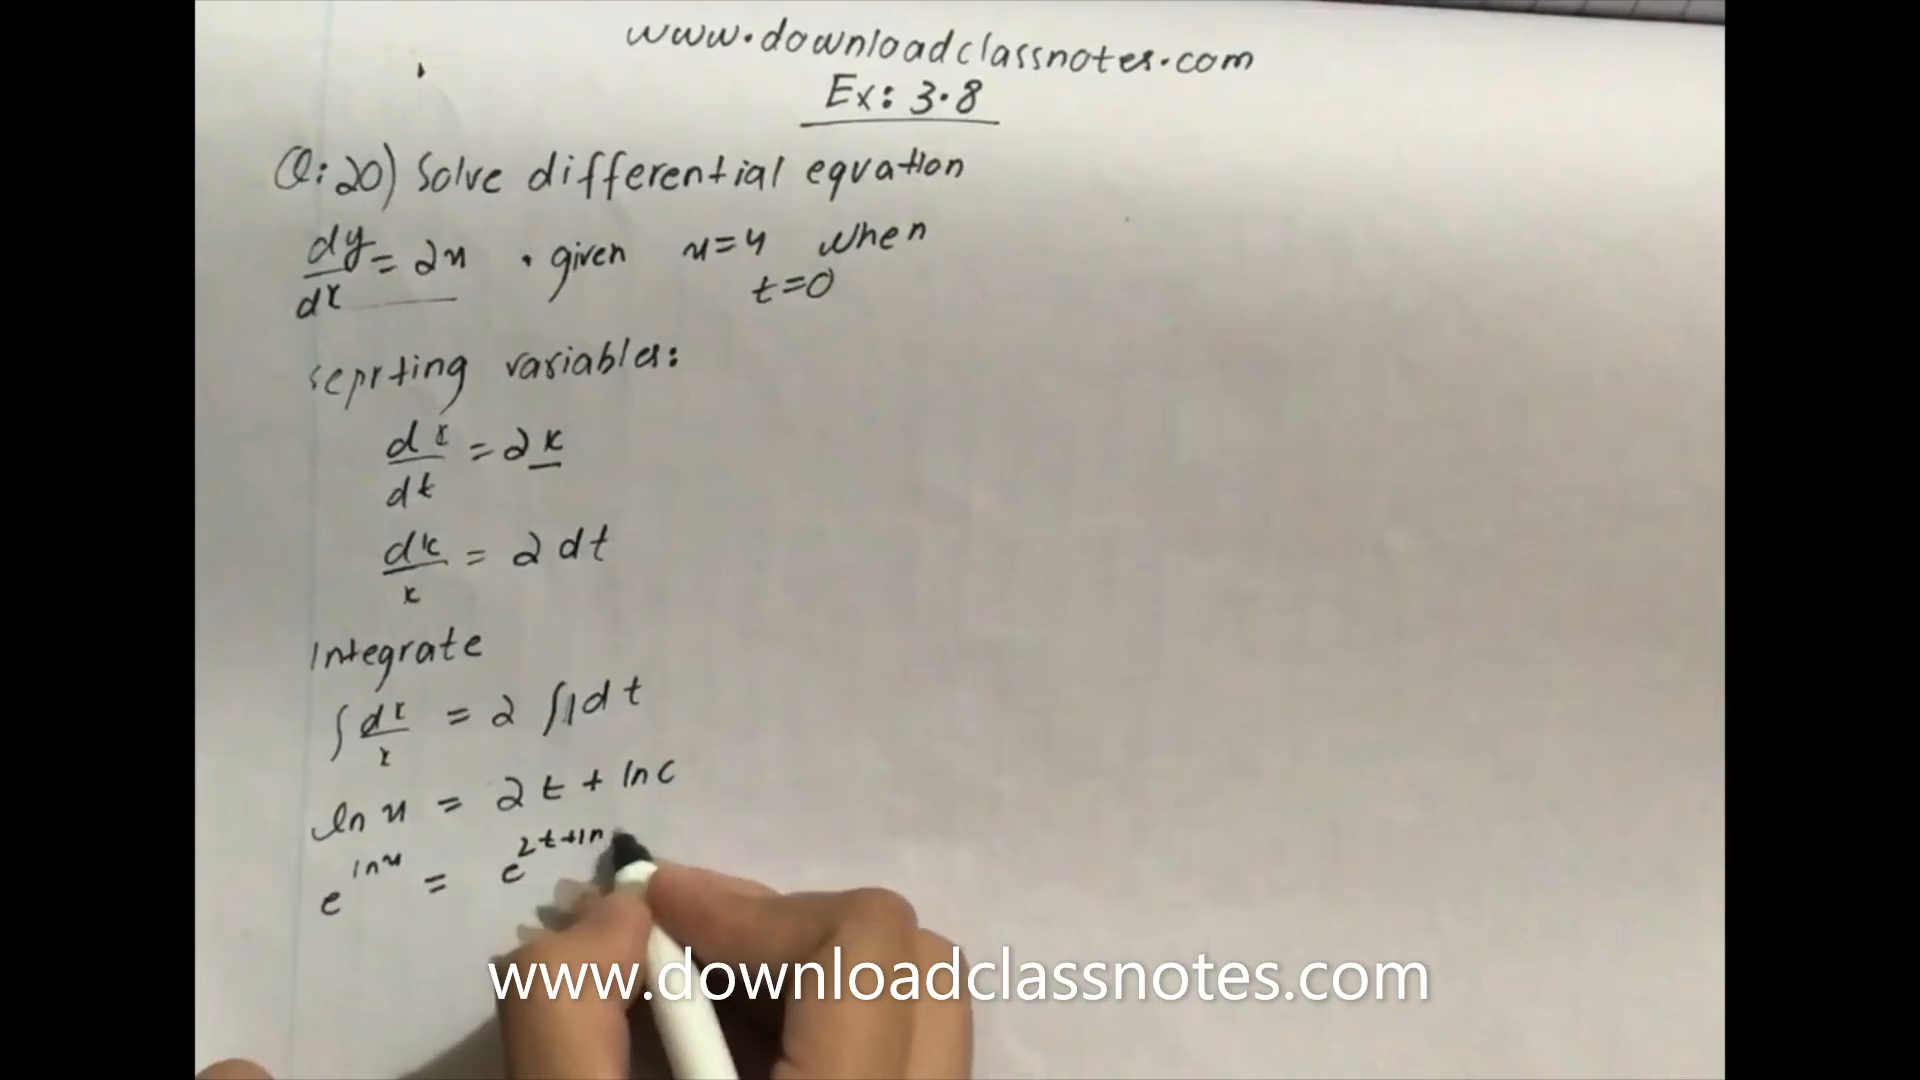 www.downloadclassnotes.com
Ex: 3.8
Q:20) Solve differential equation
dy/dx = 2x . given x=4 when
t=0
seprting variables:
dx/dt = 2x
dx/x = 2 dt
Integrate
∫ dx/x = 2 ∫1dt
ln x = 2t + ln c
e^lnx = e^2t+ln
www.downloadclassnotes.com